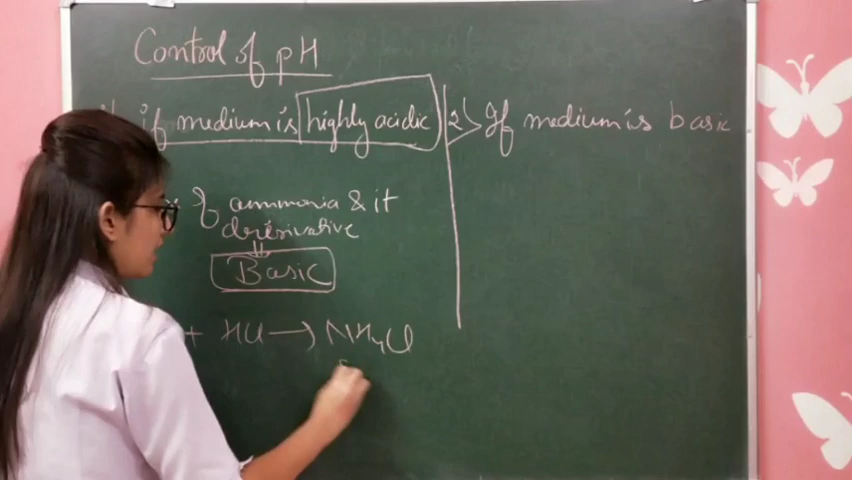 Control of pH
if medium is highly acidic
2 If medium is basic
of ammonia & it
derivative
Basic
+ HCl → NH4Cl